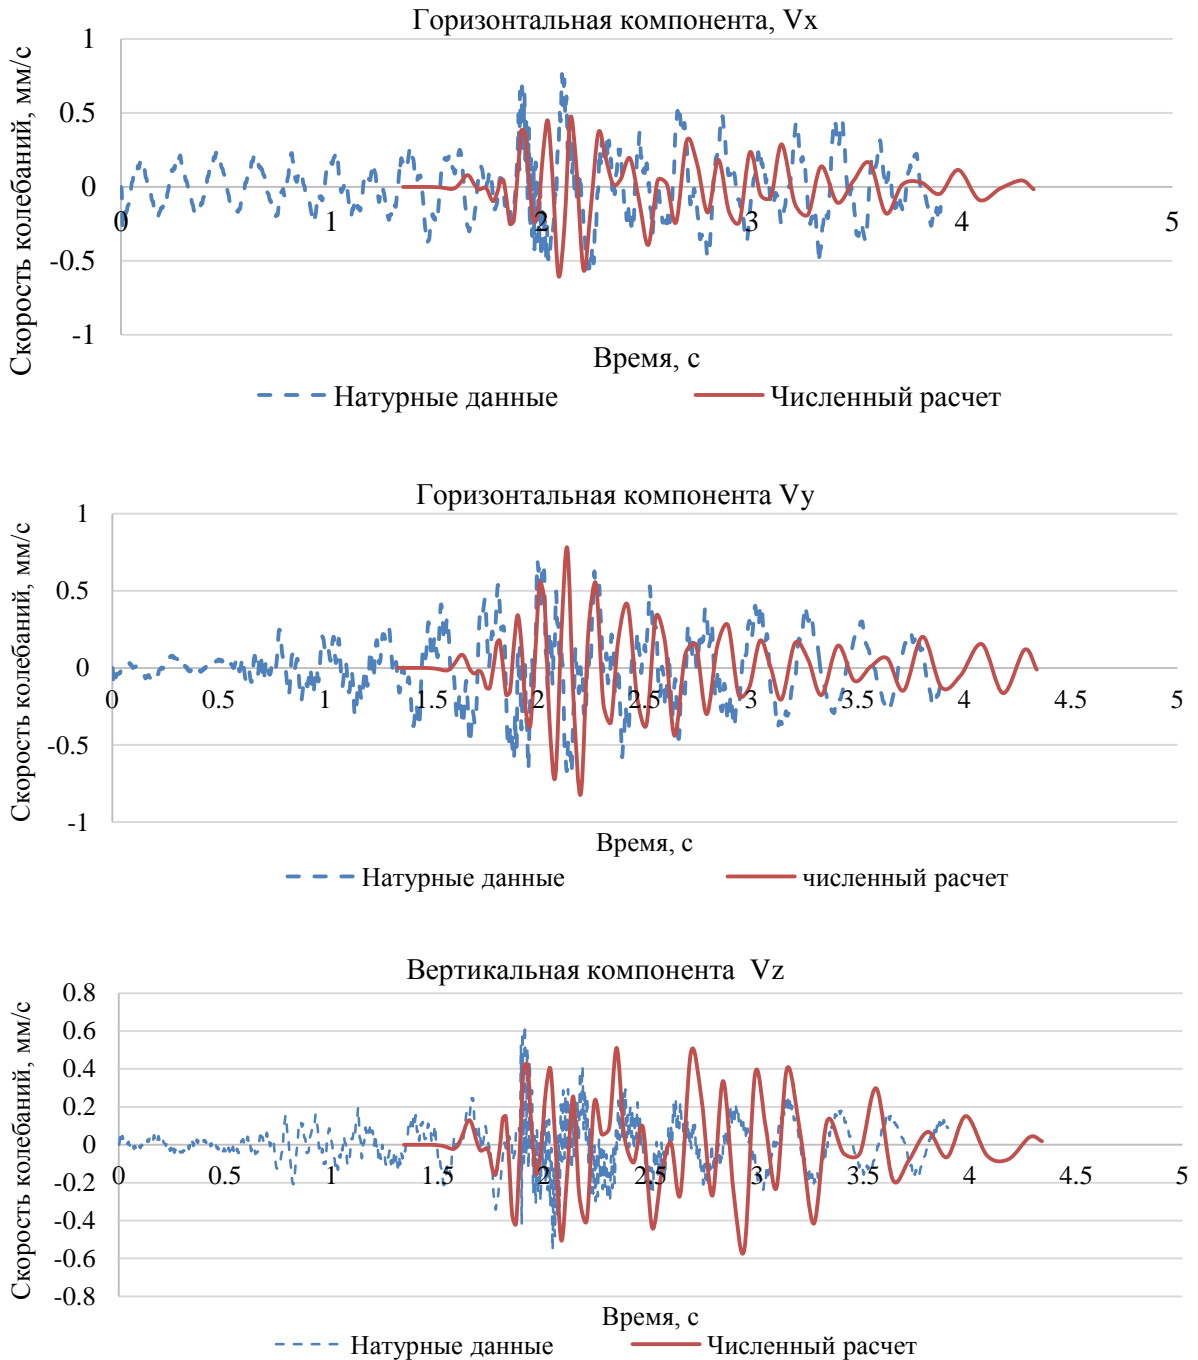 Горизонтальная компонента, Vx
Скорость колебаний, мм/с
1
0.5
0
-0.5
-1
0 1 2 3 4 5
Время, с
Натурные данные Численный расчет
Горизонтальная компонента Vy
Скорость колебаний, мм/с
1
0.5
0
-0.5
-1
0 0.5 1 1.5 2 2.5 3 3.5 4 4.5 5
Время, с
Натурные данные численный расчет
Вертикальная компонента Vz
Скорость колебаний, мм/с
0.8
0.6
0.4
0.2
0
-0.2
-0.4
-0.6
-0.8
0 0.5 1 1.5 2 2.5 3 3.5 4 4.5 5
Время, с
Натурные данные Численный расчет